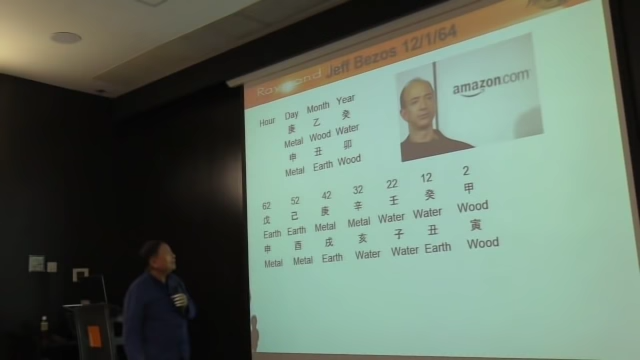 Jeff Bezos 12/1/64
amazon.com
Hour Day Month Year
庚 乙 癸
Metal Wood Water
申 丑 卯
Metal Earth Wood
62 52 42 32 22 12 2
戊 己 庚 辛 壬 癸 甲
Earth Earth Metal Metal Water Water Wood
申 酉 戌 亥 子 丑 寅
Metal Metal Earth Water Water Earth Wood